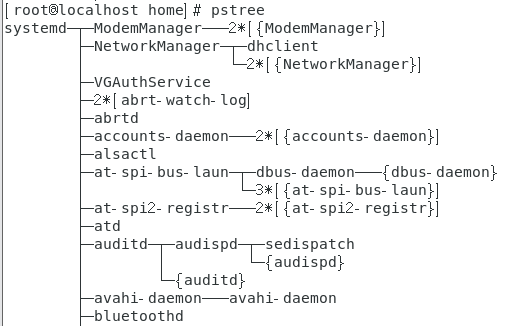 [root@localhost home]# pstree
systemd─┬─ModemManager───2*[{ModemManager}]
        ├─NetworkManager─┬─dhclient
        │                └─2*[{NetworkManager}]
        ├─VGAuthService
        ├─2*[abrt-watch-log]
        ├─abrtd
        ├─accounts-daemon───2*[{accounts-daemon}]
        ├─alsactl
        ├─at-spi-bus-laun─┬─dbus-daemon───{dbus-daemon}
        │                 └─3*[{at-spi-bus-laun}]
        ├─at-spi2-registr───2*[{at-spi2-registr}]
        ├─atd
        ├─auditd─┬─audispd─┬─sedispatch
        │        │         └─{audispd}
        │        └─{auditd}
        ├─avahi-daemon───avahi-daemon
        ├─bluetoothd